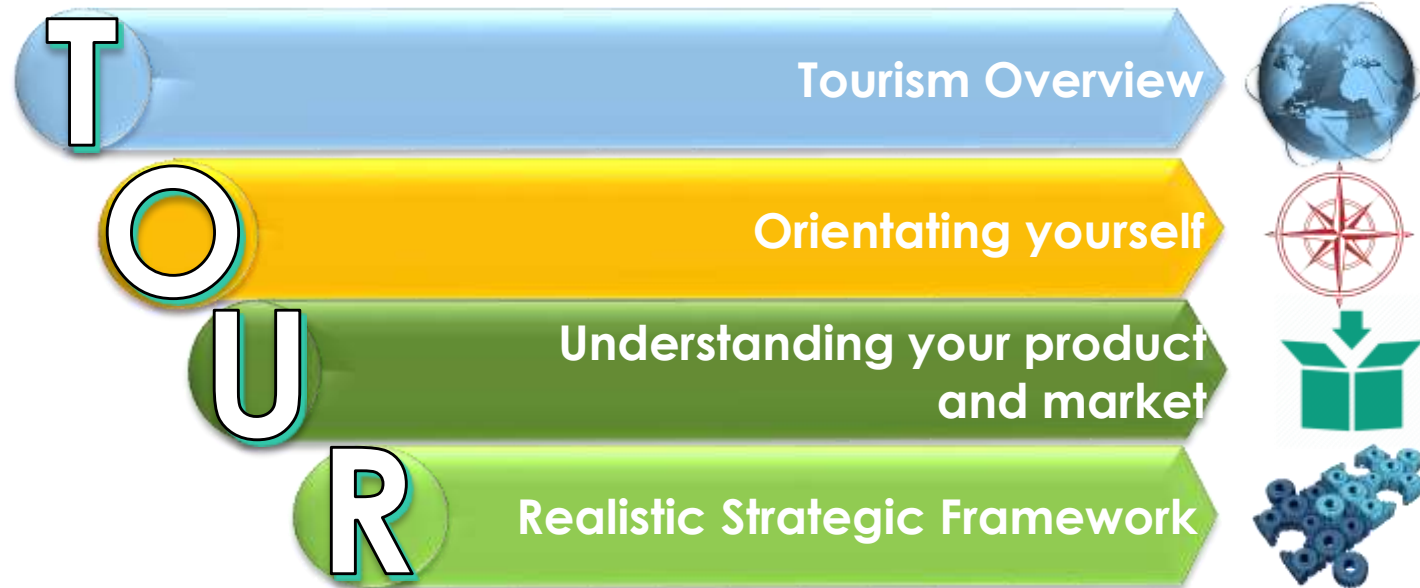 T
Tourism Overview
O
Orientating yourself
U
Understanding your product
and market
R
Realistic Strategic Framework